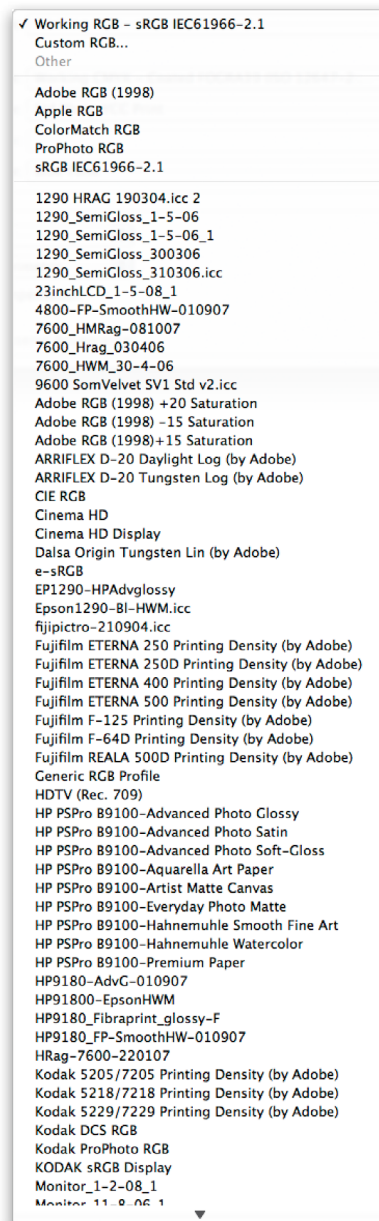 ✓ Working RGB - sRGB IEC61966-2.1
Custom RGB...
Other
Adobe RGB (1998)
Apple RGB
ColorMatch RGB
ProPhoto RGB
sRGB IEC61966-2.1
1290 HRAG 190304.icc 2
1290_SemiGloss_1-5-06
1290_SemiGloss_1-5-06_1
1290_SemiGloss_300306
1290_SemiGloss_310306.icc
23inchLCD_1-5-08_1
4800-FP-SmoothHW-010907
7600_HMRag-081007
7600_Hrag_030406
7600_HWM_30-4-06
9600 SomVelvet SV1 Std v2.icc
Adobe RGB (1998) +20 Saturation
Adobe RGB (1998) -15 Saturation
Adobe RGB (1998)+15 Saturation
ARRIFLEX D-20 Daylight Log (by Adobe)
ARRIFLEX D-20 Tungsten Log (by Adobe)
CIE RGB
Cinema HD
Cinema HD Display
Dalsa Origin Tungsten Lin (by Adobe)
e-sRGB
EP1290-HPAdvglossy
Epson1290-BI-HWM.icc
fijipictro-210904.icc
Fujifilm ETERNA 250 Printing Density (by Adobe)
Fujifilm ETERNA 250D Printing Density (by Adobe)
Fujifilm ETERNA 400 Printing Density (by Adobe)
Fujifilm ETERNA 500 Printing Density (by Adobe)
Fujifilm F-125 Printing Density (by Adobe)
Fujifilm F-64D Printing Density (by Adobe)
Fujifilm REALA 500D Printing Density (by Adobe)
Generic RGB Profile
HDTV (Rec. 709)
HP PSPro B9100-Advanced Photo Glossy
HP PSPro B9100-Advanced Photo Satin
HP PSPro B9100-Advanced Photo Soft-Gloss
HP PSPro B9100-Aquarella Art Paper
HP PSPro B9100-Artist Matte Canvas
HP PSPro B9100-Everyday Photo Matte
HP PSPro B9100-Hahnemuhle Smooth Fine Art
HP PSPro B9100-Hahnemuhle Watercolor
HP PSPro B9100-Premium Paper
HP9180-AdvG-010907
HP91800-EpsonHWM
HP9180_Fibraprint_glossy-F
HP9180_FP-SmoothHW-010907
HRag-7600-220107
Kodak 5205/7205 Printing Density (by Adobe)
Kodak 5218/7218 Printing Density (by Adobe)
Kodak 5229/7229 Printing Density (by Adobe)
Kodak DCS RGB
Kodak ProPhoto RGB
KODAK sRGB Display
Monitor_1-2-08_1
Monitor_11-8-06_1